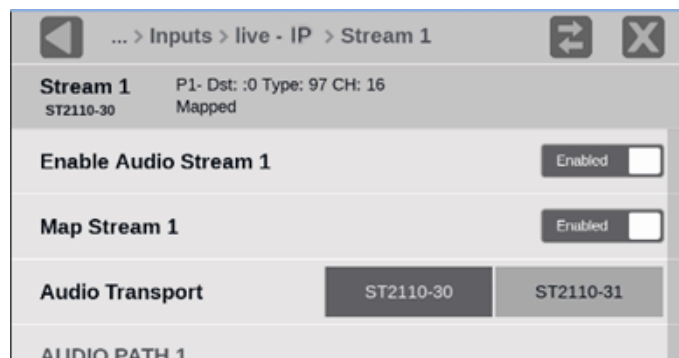 ... > Inputs > live - IP > Stream 1
Stream 1 P1- Dst: :0 Type: 97 CH: 16
ST2110-30 Mapped
Enable Audio Stream 1 Enabled
Map Stream 1 Enabled
Audio Transport ST2110-30 ST2110-31
AUDIO PATH 1